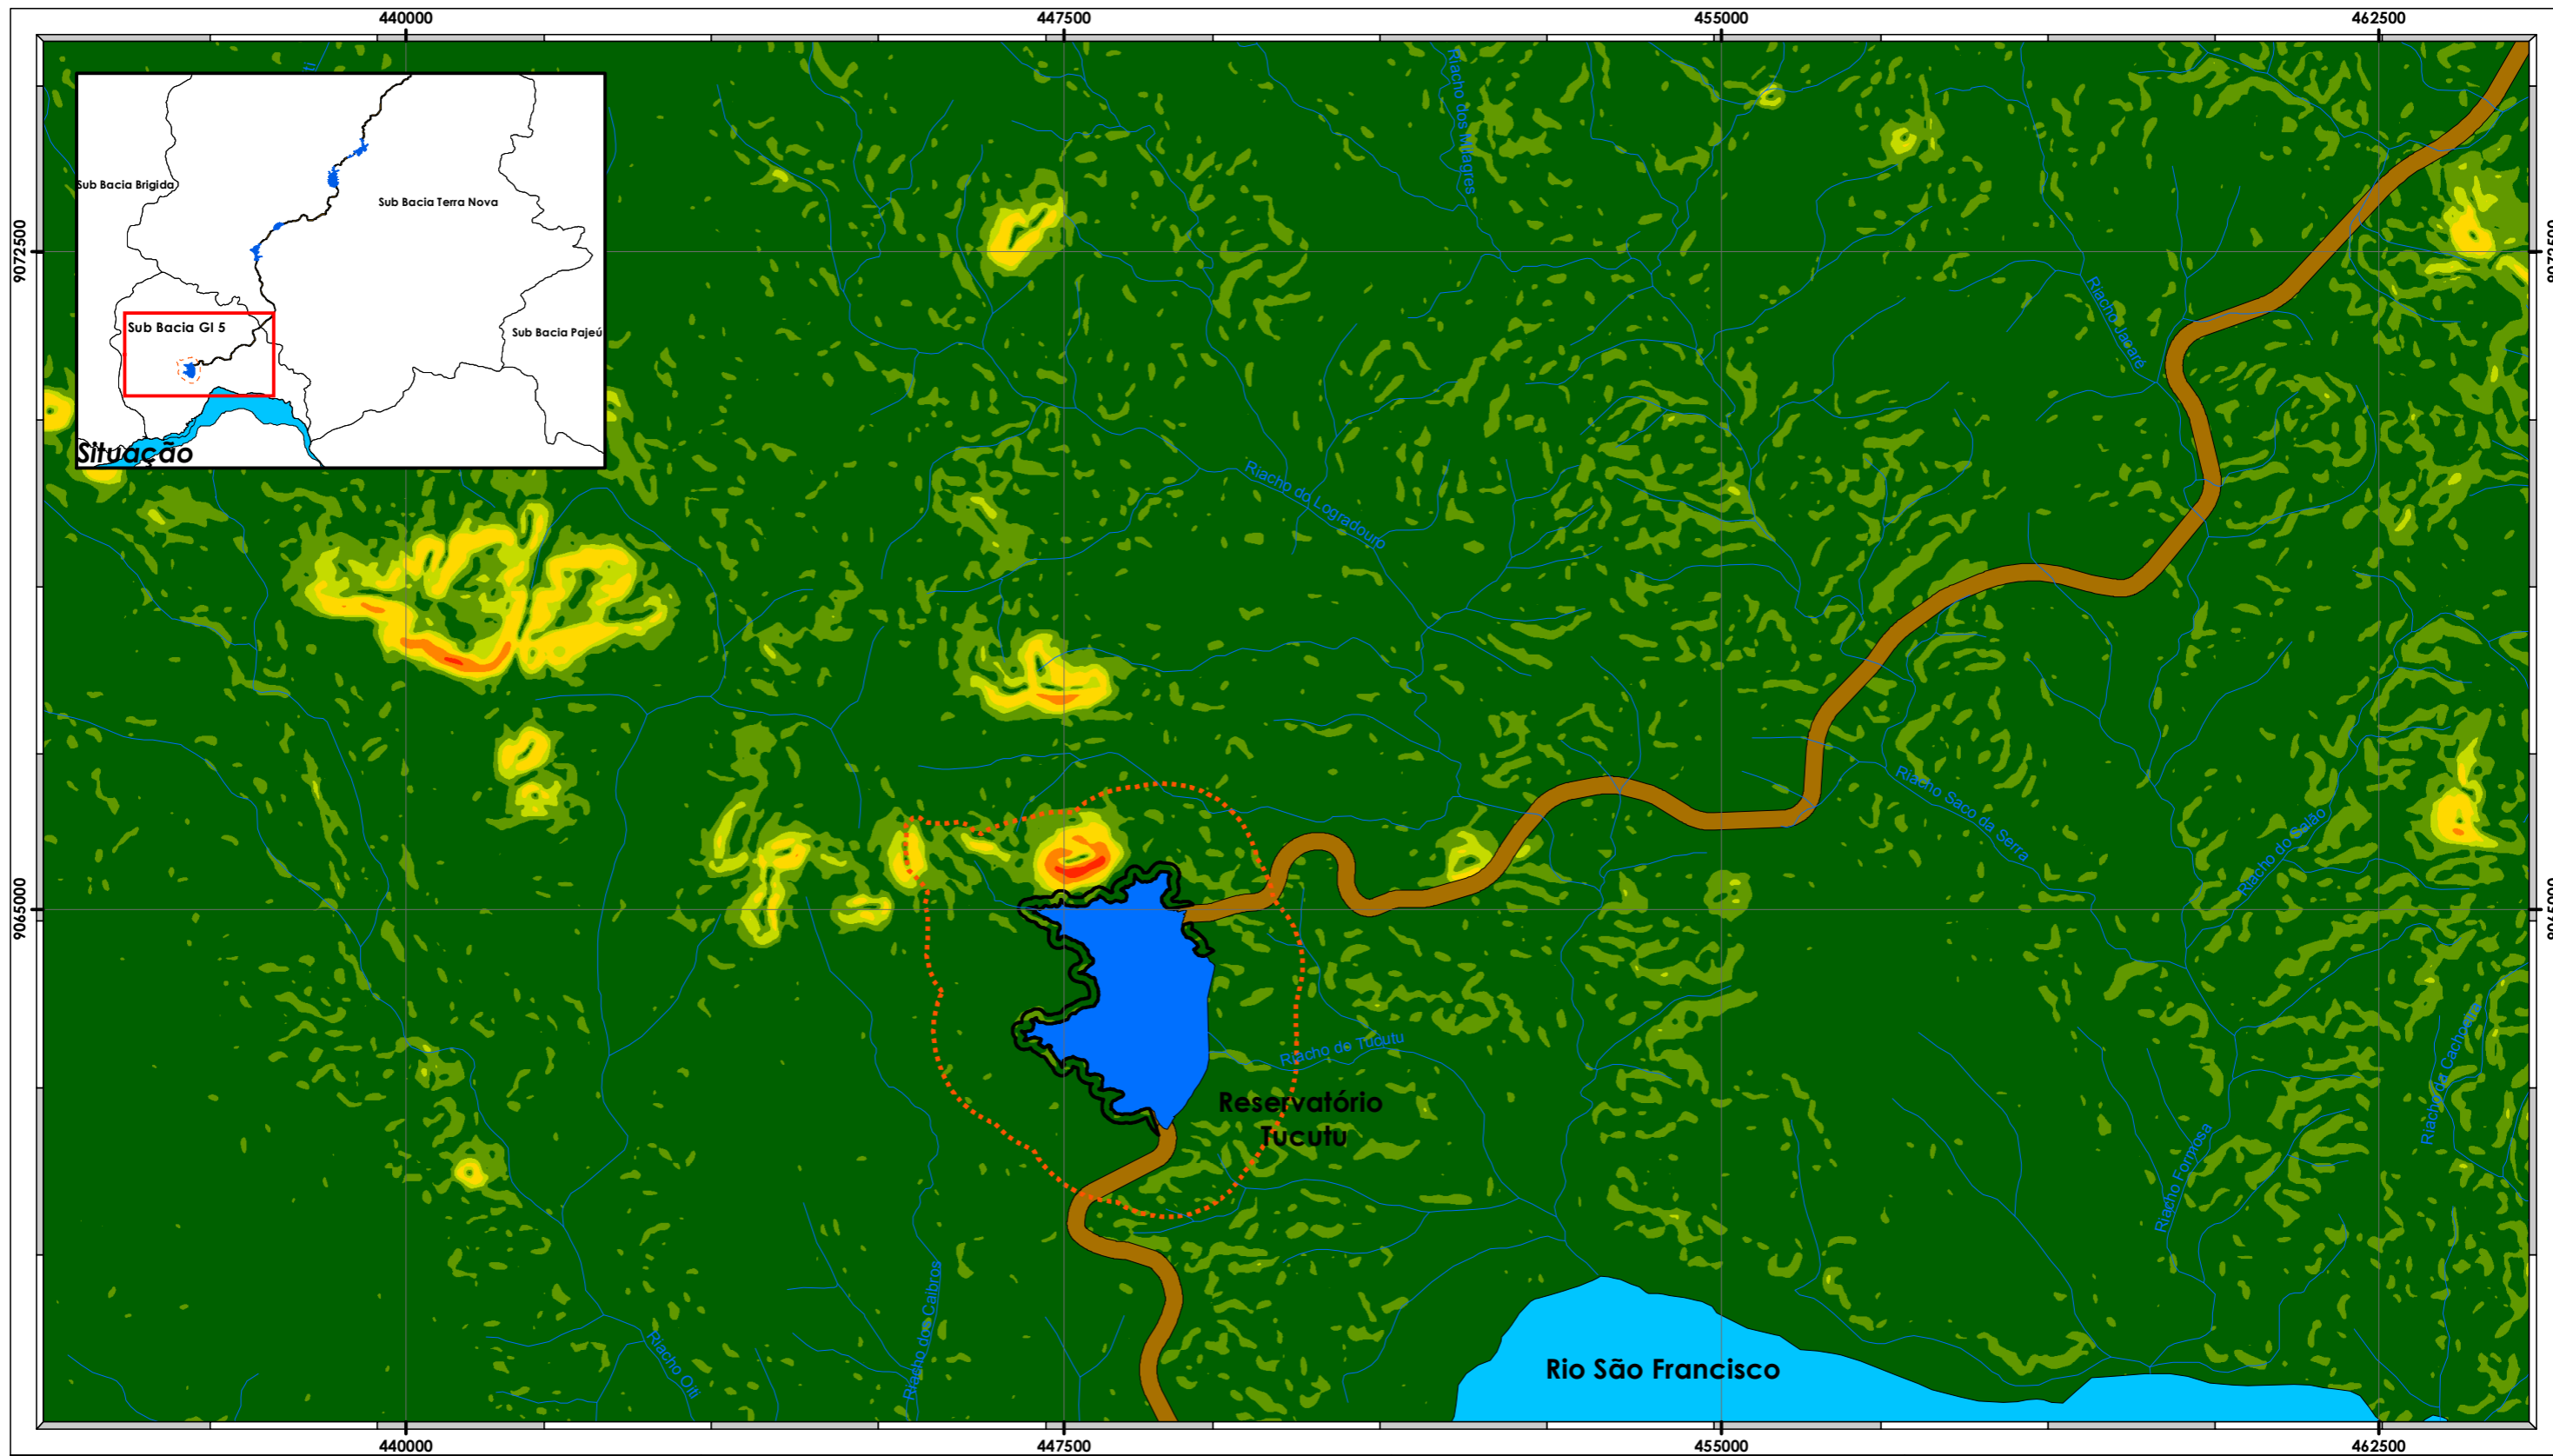 440000
447500
455000
462500
9072500
9072500
Sub Bacia Brigida
Sub Bacia Terra Nova
Sub Bacia GI 5
Sub Bacia Pajeú
Situação
Riacho dos Milagres
Riacho Jacaré
Riacho do Logradouro
Riacho Saco da Serra
Riacho do Salão
9065000
9065000
Riacho do Tucutu
Riacho da Cachoeira
Reservatório
Tucutu
Riacho Formosa
Riacho dos Caibros
Riacho Oiti
Rio São Francisco
440000
447500
455000
462500